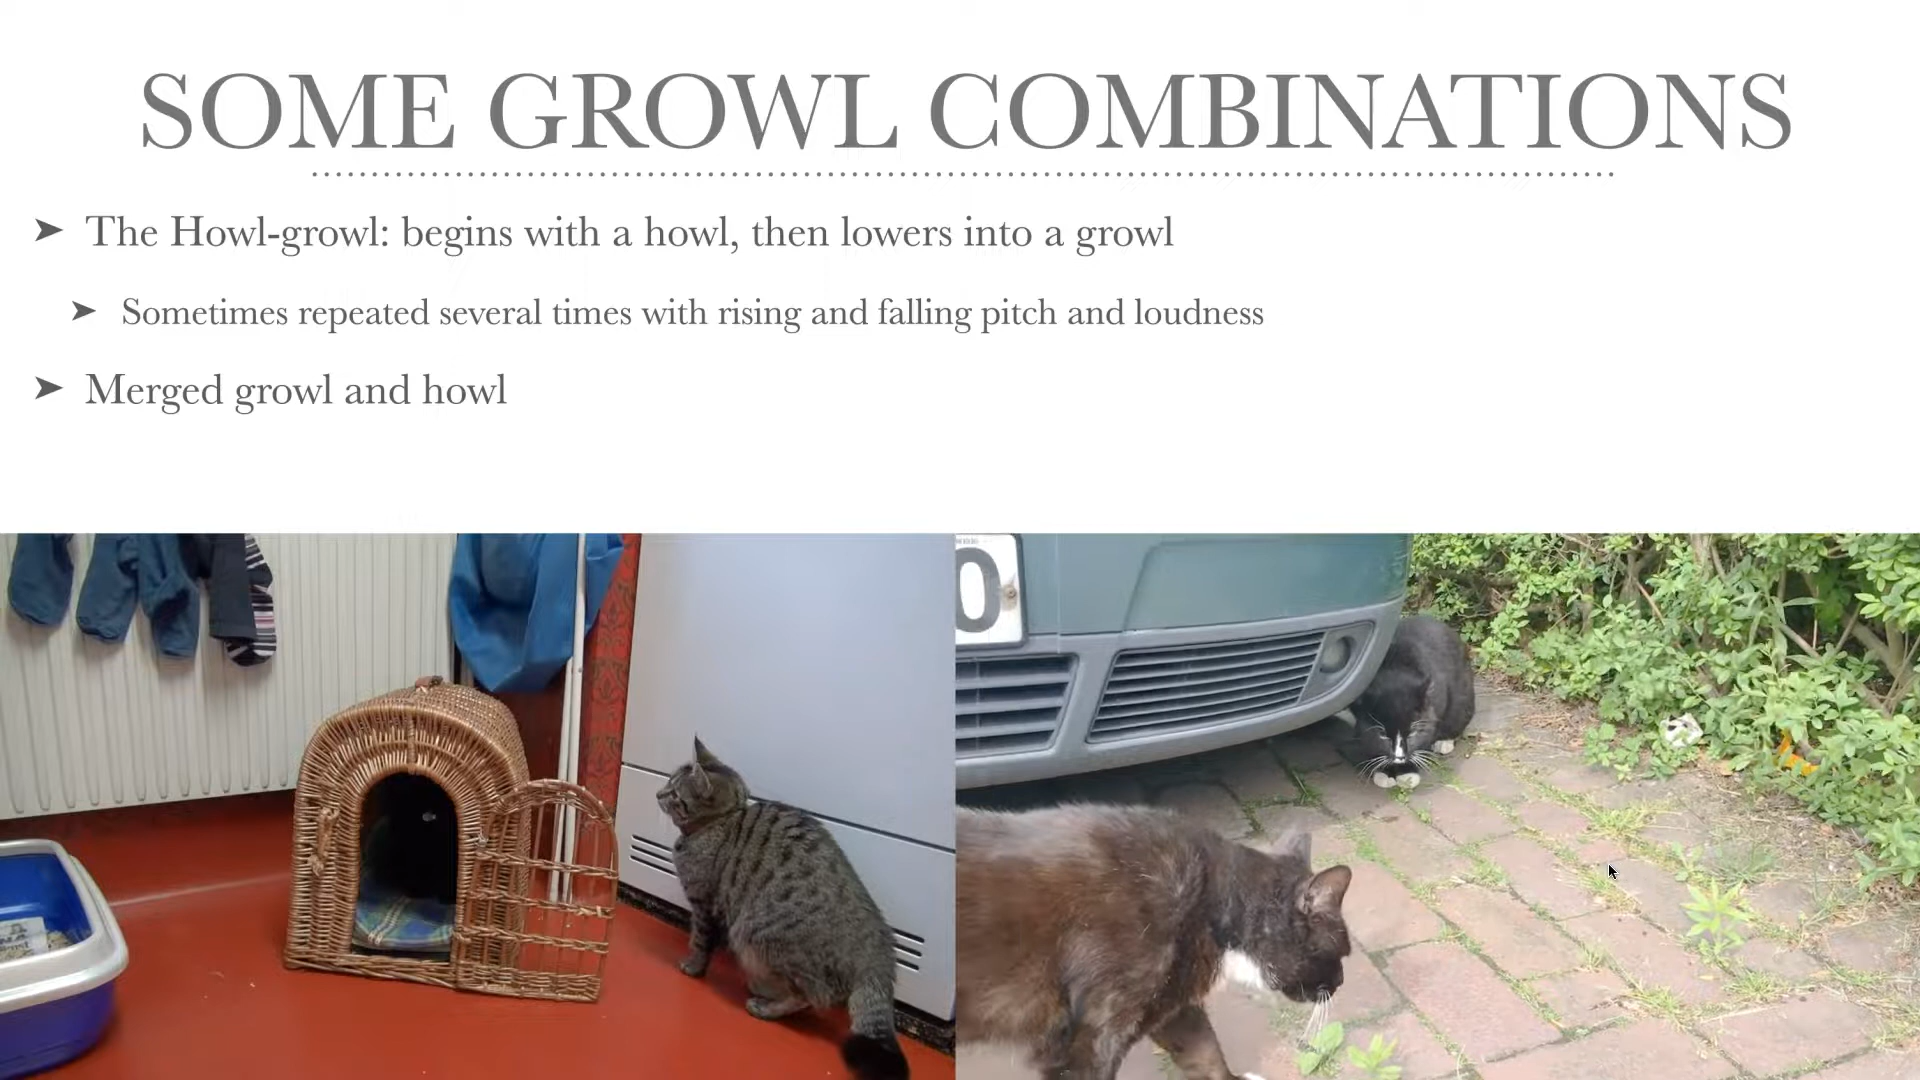 SOME GROWL COMBINATIONS
➤ The Howl-growl: begins with a howl, then lowers into a growl
➤ Sometimes repeated several times with rising and falling pitch and loudness
➤ Merged growl and howl
0